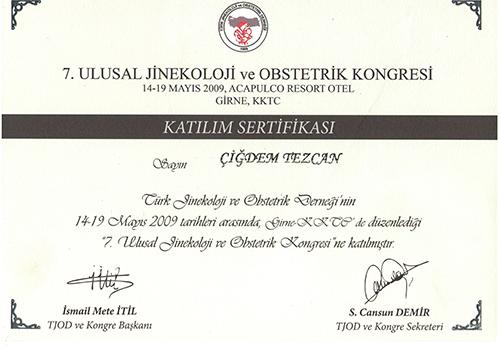 7. ULUSAL JİNEKOLOJİ ve OBSTETRİK KONGRESİ
14-19 MAYIS 2009, ACAPULCO RESORT OTEL
GİRNE, KKTC
KATILIM SERTİFİKASI
Sayın ÇİĞDEM TEZCAN
Türk Jinekoloji ve Obstetrik Derneği'nin
14-19 Mayıs 2009 tarihleri arasında, Girne-KKTC'de düzenlediği
"7. Ulusal Jinekoloji ve Obstetrik Kongresi"ne katılmıştır.
İsmail Mete İTİL
TJOD ve Kongre Başkanı
S. Cansun DEMİR
TJOD ve Kongre Sekreteri